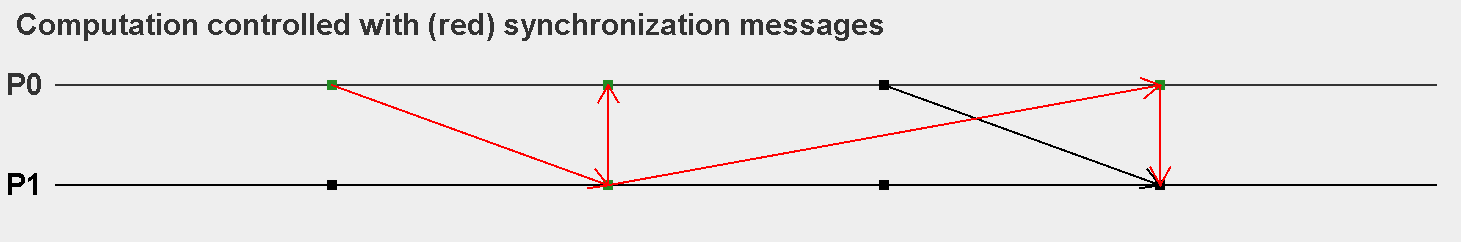 Computation controlled with (red) synchronization messages
P0
P1